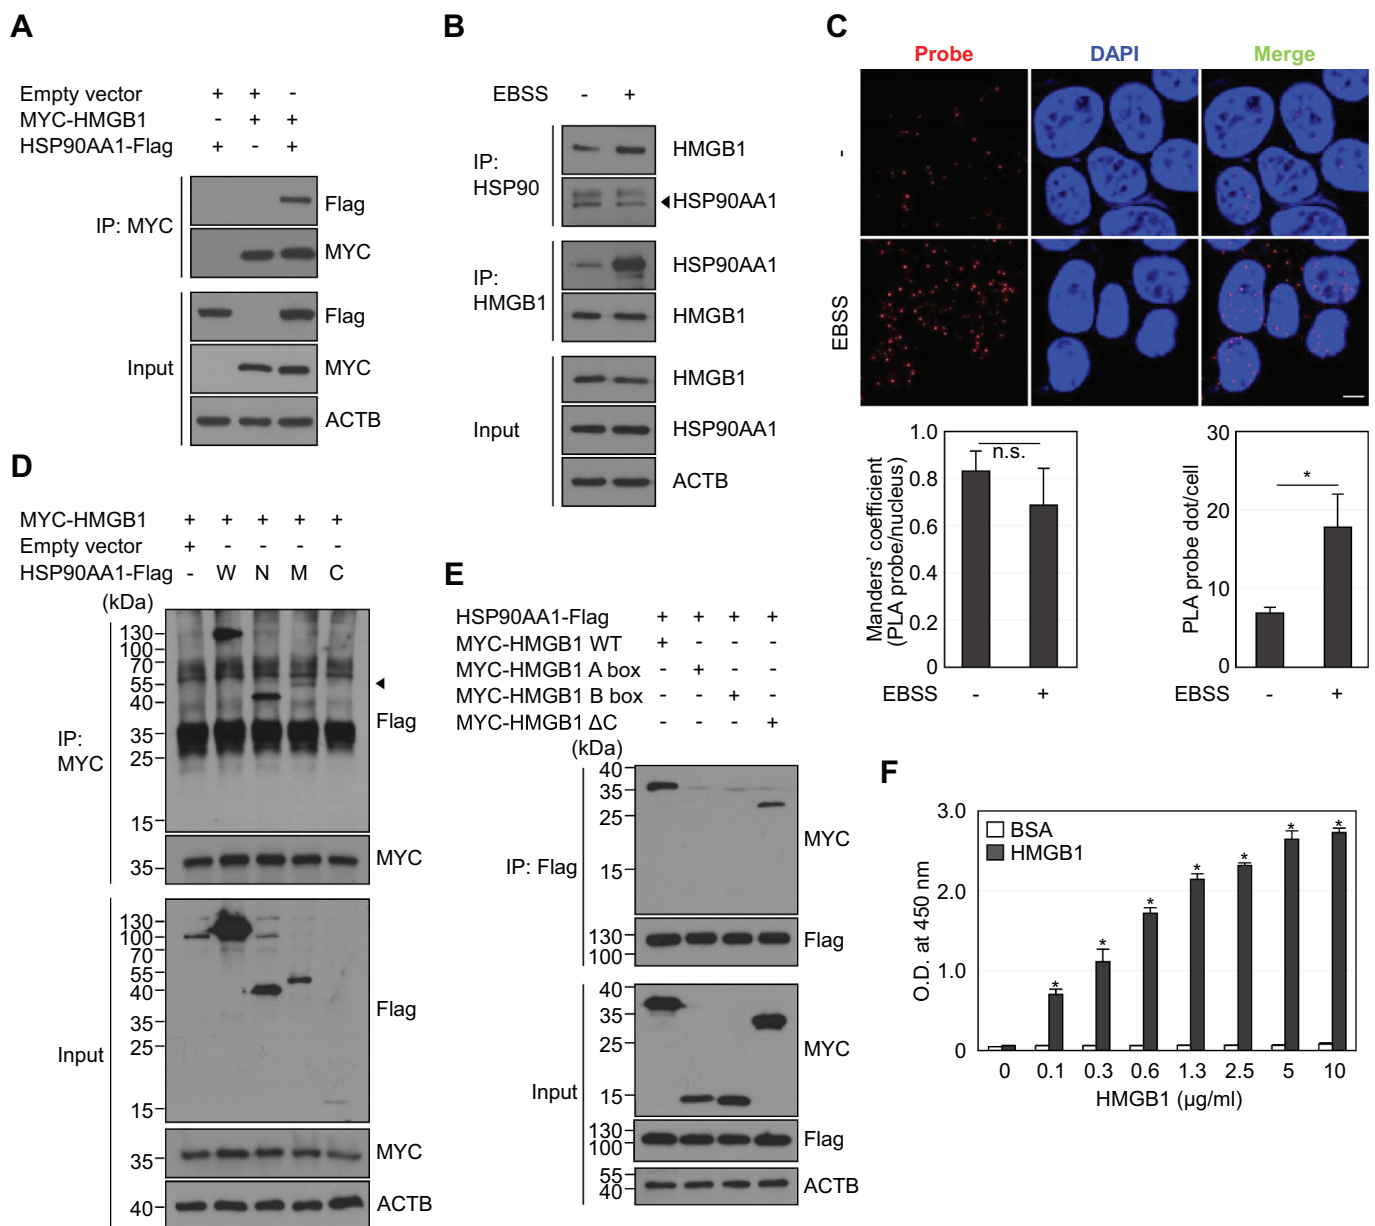 A
Empty vector + + -
MYC-HMGB1 - + +
HSP90AA1-Flag + - +
IP: MYC
Flag
MYC
Input
Flag
MYC
ACTB
B
EBSS - +
IP:
HSP90
HMGB1
HSP90AA1
IP:
HMGB1
HSP90AA1
HMGB1
Input
HMGB1
HSP90AA1
ACTB
C
Probe DAPI Merge
-
EBSS
Manders' coefficient
(PLA probe/nucleus)
1.0
0.8
0.6
0.4
0.2
0
n.s.
EBSS - +
PLA probe dot/cell
30
20
10
0
*
EBSS - +
D
MYC-HMGB1 + + + + +
Empty vector + - - - -
HSP90AA1-Flag - W N M C
(kDa)
IP:
MYC
130
100
70
55
40
35
25
15
Flag
35
MYC
Input
130
100
70
55
40
35
25
15
Flag
35
MYC
40
ACTB
E
HSP90AA1-Flag + + + +
MYC-HMGB1 WT + - - -
MYC-HMGB1 A box - + - -
MYC-HMGB1 B box - - + -
MYC-HMGB1 ΔC - - - +
(kDa)
IP: Flag
40
35
25
15
MYC
130
100
Flag
Input
40
35
25
15
MYC
130
100
Flag
55
40
ACTB
F
O.D. at 450 nm
3.0
2.0
1.0
0
BSA
HMGB1
* * * * * * *
0 0.1 0.3 0.6 1.3 2.5 5 10
HMGB1 (μg/ml)